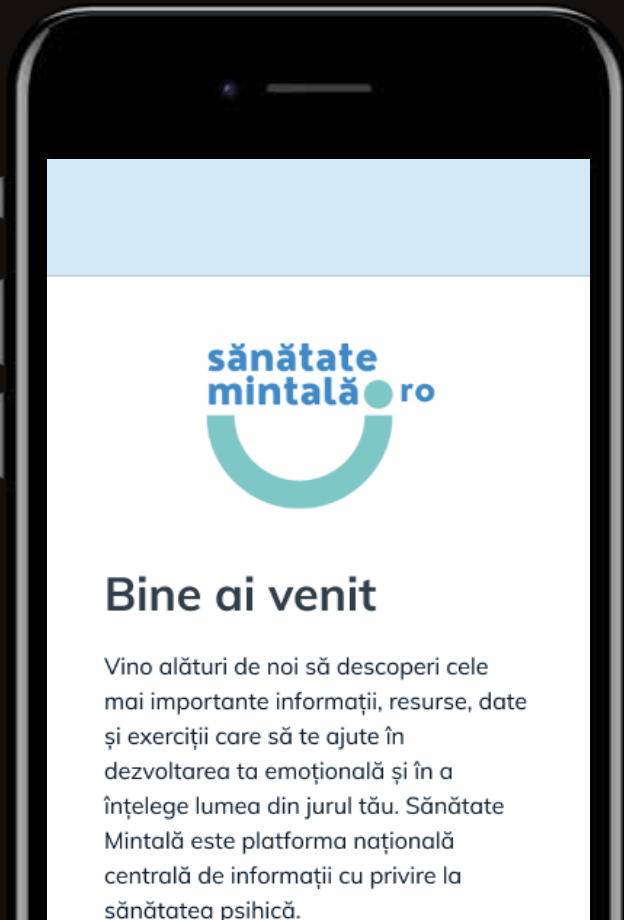 sănătate
mintală.ro
Bine ai venit
Vino alături de noi să descoperi cele
mai importante informații, resurse, date
și exerciții care să te ajute în
dezvoltarea ta emoțională și în a
înțelege lumea din jurul tău. Sănătate
Mintală este platforma națională
centrală de informații cu privire la
sănătatea psihică.